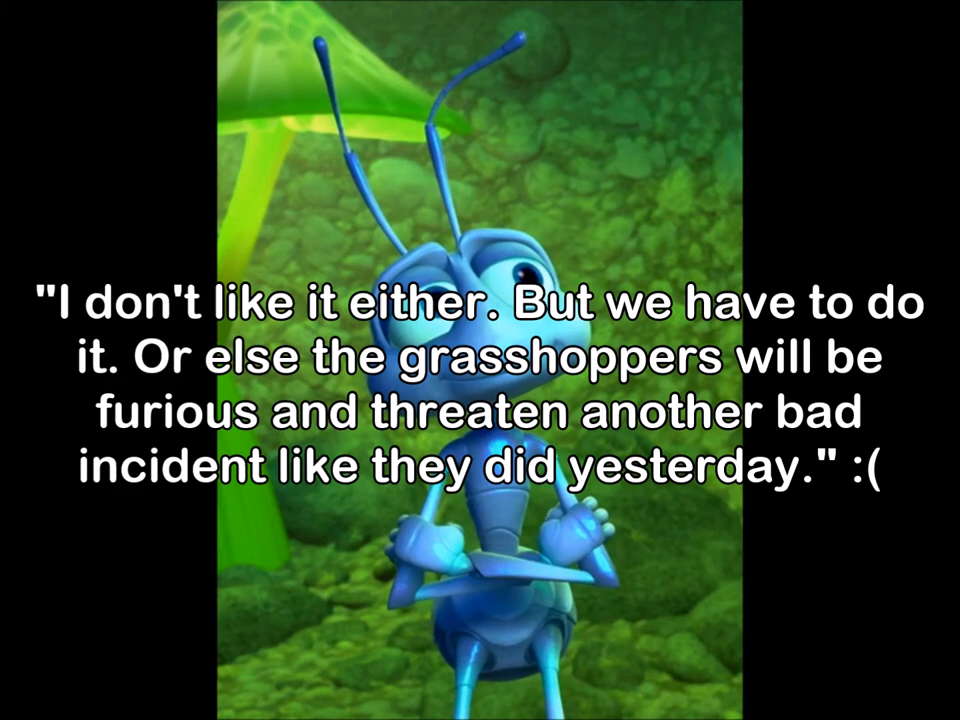 "I don't like it either. But we have to do
it. Or else the grasshoppers will be
furious and threaten another bad
incident like they did yesterday." :(